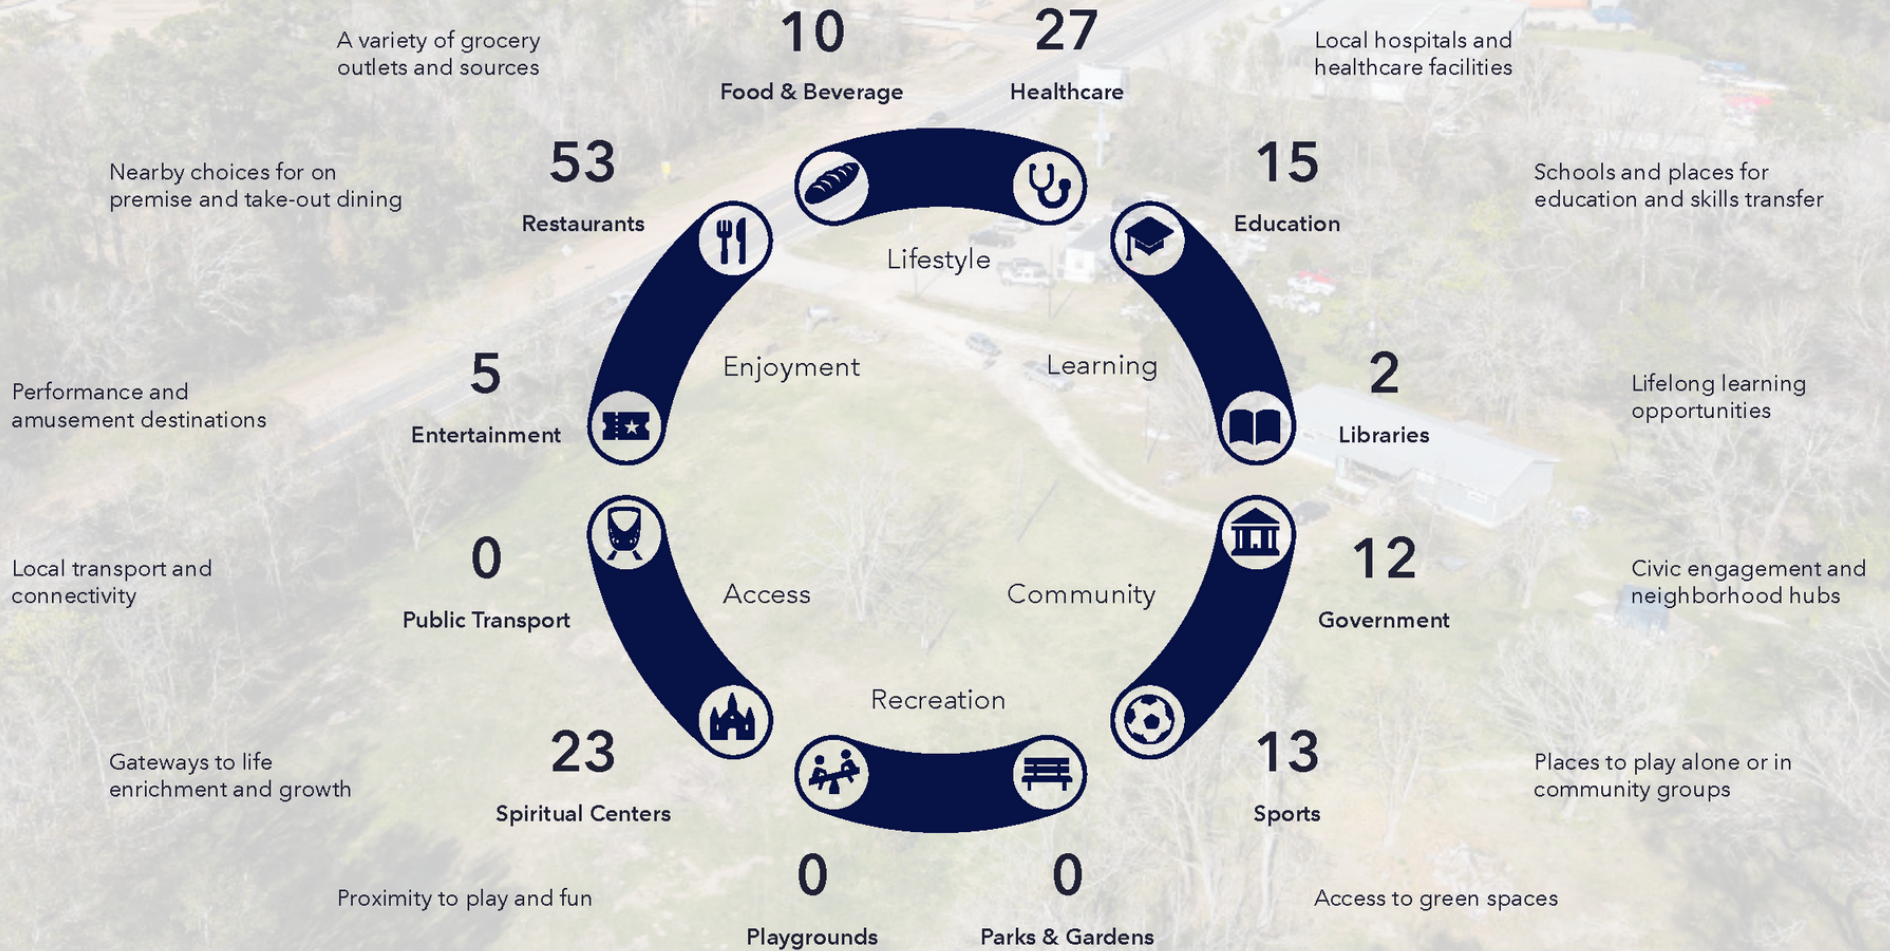 10
27
A variety of grocery
outlets and sources
Food & Beverage
Healthcare
Local hospitals and
healthcare facilities
53
15
Nearby choices for on
premise and take-out dining
Restaurants
Education
Schools and places for
education and skills transfer
Lifestyle
Enjoyment
Learning
5
2
Performance and
amusement destinations
Entertainment
Libraries
Lifelong learning
opportunities
0
12
Local transport and
connectivity
Public Transport
Access
Community
Government
Civic engagement and
neighborhood hubs
Recreation
23
13
Gateways to life
enrichment and growth
Spiritual Centers
Sports
Places to play alone or in
community groups
0
0
Proximity to play and fun
Playgrounds
Parks & Gardens
Access to green spaces